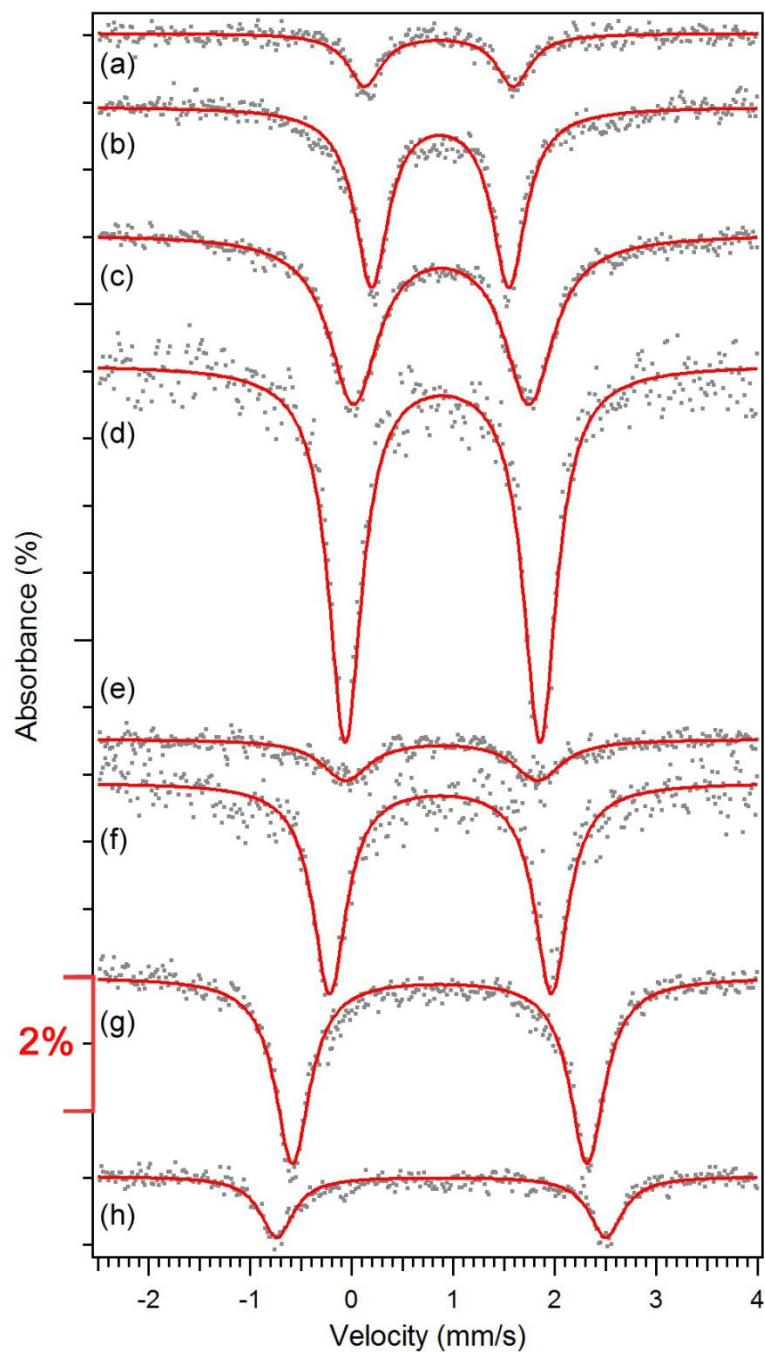 (a)
(b)
(c)
(d)
(e)
(f)
(g)
(h)
2%
Absorbance (%)
-2 -1 0 1 2 3 4
Velocity (mm/s)